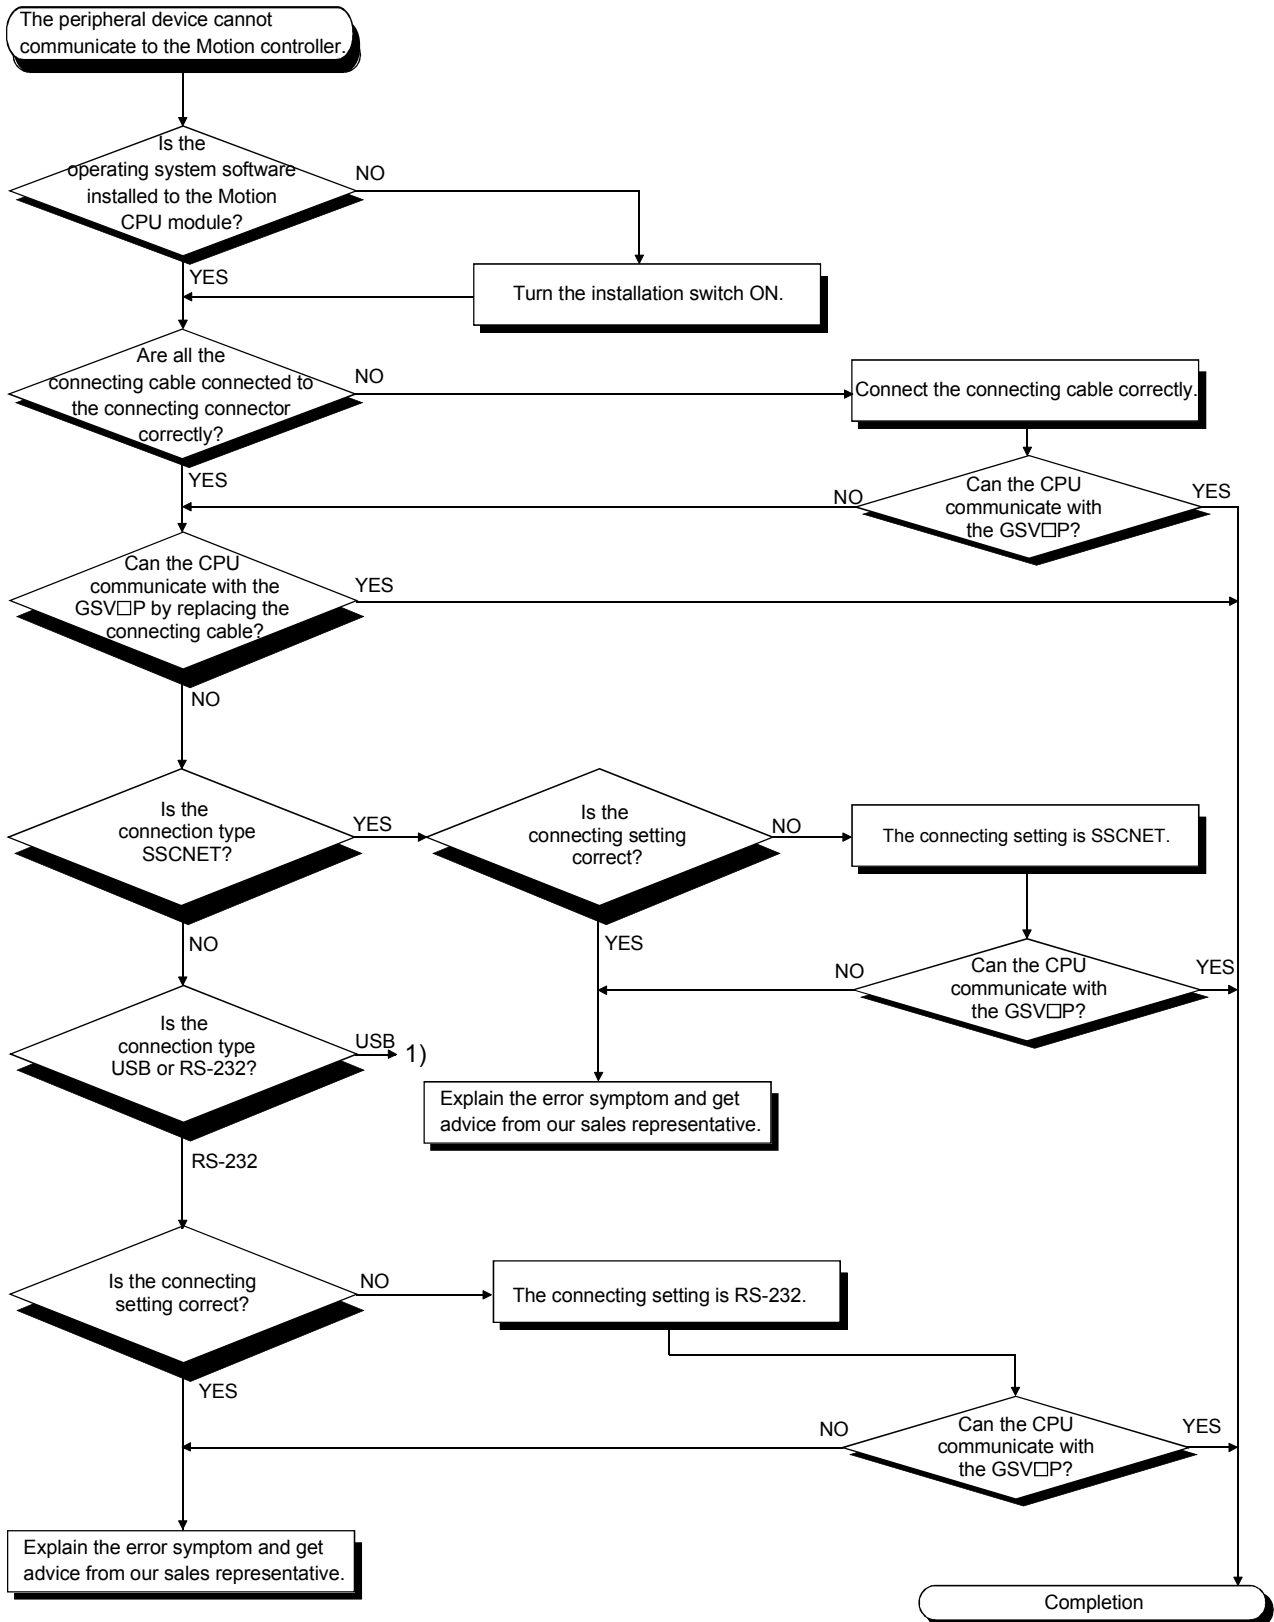 The peripheral device cannot
communicate to the Motion controller.
Is the
operating system software
installed to the Motion
CPU module?
NO
YES
Turn the installation switch ON.
Are all the
connecting cable connected to
the connecting connector
correctly?
NO
Connect the connecting cable correctly.
YES
Can the CPU
communicate with
the GSV□P?
NO
YES
Can the CPU
communicate with the
GSV□P by replacing the
connecting cable?
YES
NO
Is the
connection type
SSCNET?
YES
Is the
connecting setting
correct?
NO
The connecting setting is SSCNET.
NO
YES
Can the CPU
communicate with
the GSV□P?
NO
YES
Is the
connection type
USB or RS-232?
USB
1)
Explain the error symptom and get
advice from our sales representative.
RS-232
Is the connecting
setting correct?
NO
The connecting setting is RS-232.
YES
Can the CPU
communicate with
the GSV□P?
NO
YES
Explain the error symptom and get
advice from our sales representative.
Completion